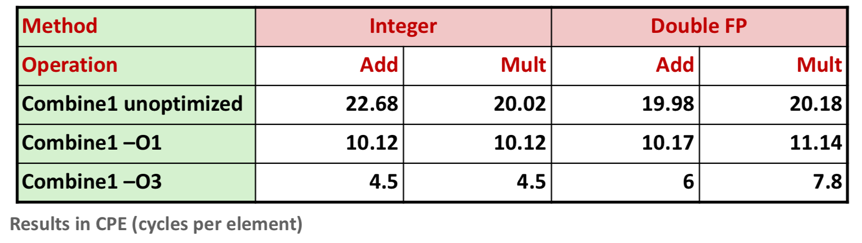 Method Integer Double FP
Operation Add Mult Add Mult
Combine1 unoptimized 22.68 20.02 19.98 20.18
Combine1 –O1 10.12 10.12 10.17 11.14
Combine1 –O3 4.5 4.5 6 7.8
Results in CPE (cycles per element)